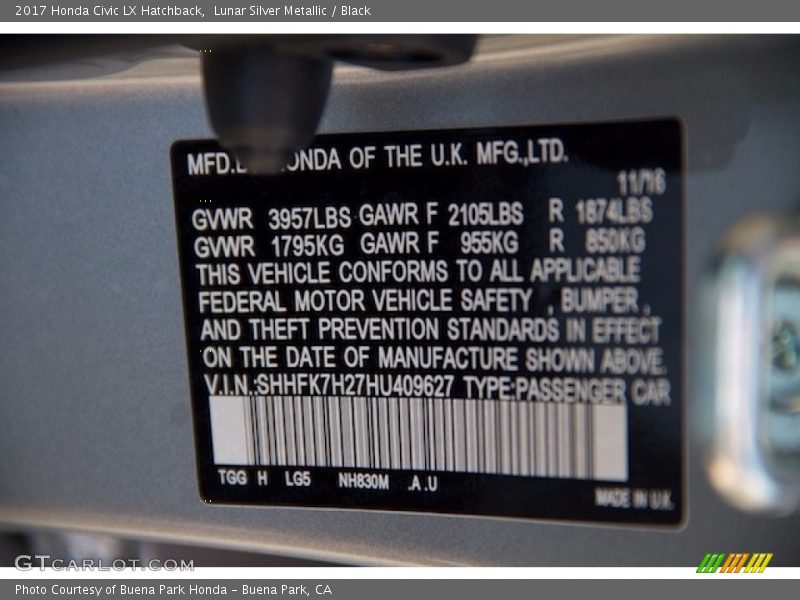 2017 Honda Civic LX Hatchback,  Lunar Silver Metallic / Black
MFD. HONDA OF THE U.K. MFG.,LTD.
11/16
GVWR 3957LBS GAWR F 2105LBS R 1874LBS
GVWR 1795KG GAWR F 955KG R 850KG
THIS VEHICLE CONFORMS TO ALL APPLICABLE
FEDERAL MOTOR VEHICLE SAFETY , BUMPER ,
AND THEFT PREVENTION STANDARDS IN EFFECT
ON THE DATE OF MANUFACTURE SHOWN ABOVE.
V.I.N.:SHHFK7H27HU409627 TYPE:PASSENGER CAR
TGG H LG5 NH830M .A .U
MADE IN U.K.
GTCARLOT.COM
Photo Courtesy of Buena Park Honda – Buena Park, CA